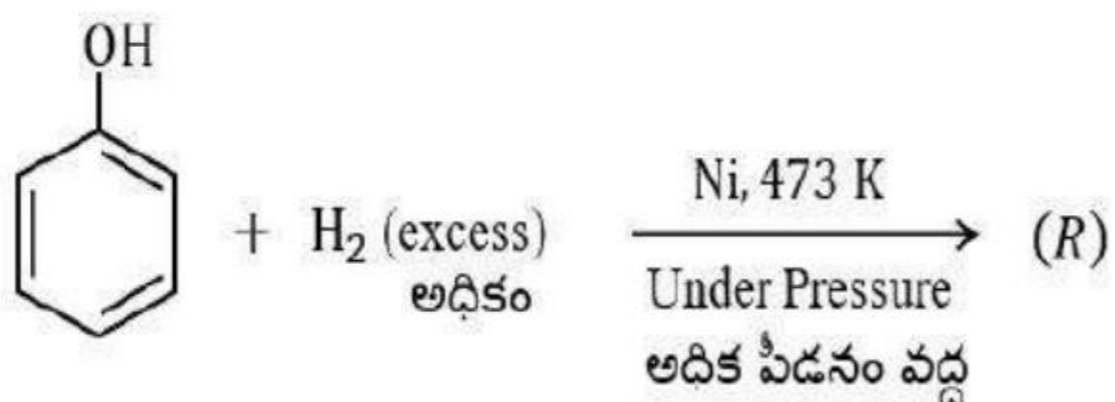 OH
+ H₂ (excess)
అధికం
Ni, 473 K
Under Pressure
అధిక పీడనం వద్ద
(R)